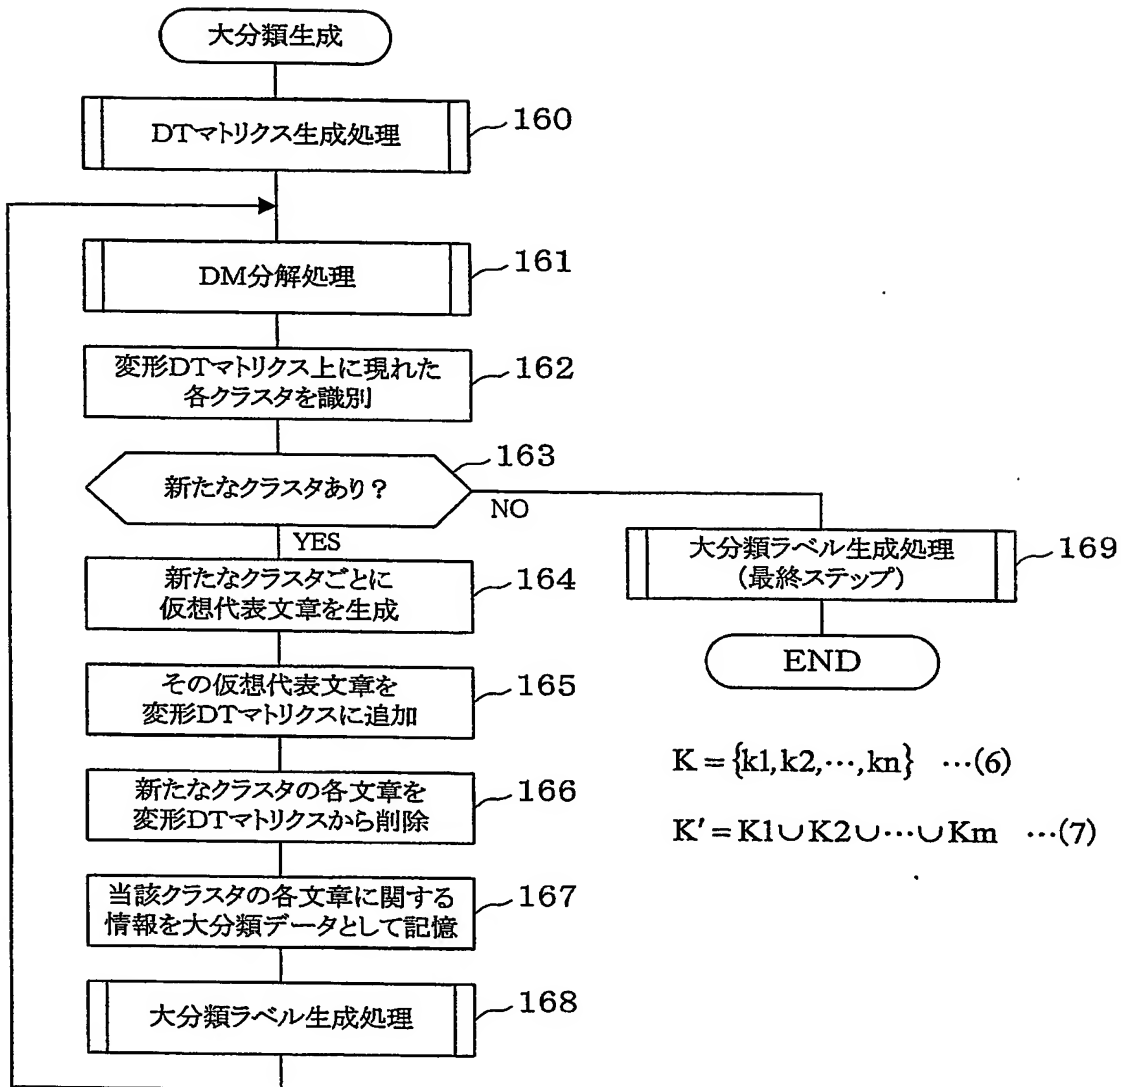 大分類生成
DTマトリクス生成処理
160
DM分解処理
161
変形DTマトリクス上に現れた
各クラスタを識別
162
新たなクラスタあり?
163
NO
YES
新たなクラスタごとに
仮想代表文章を生成
164
大分類ラベル生成処理
(最終ステップ)
169
END
その仮想代表文章を
変形DTマトリクスに追加
165
新たなクラスタの各文章を
変形DTマトリクスから削除
166
K = {k1,k2,⋯,kn} ⋯(6)
K′ = K1∪K2∪⋯∪Km ⋯(7)
当該クラスタの各文章に関する
情報を大分類データとして記憶
167
大分類ラベル生成処理
168